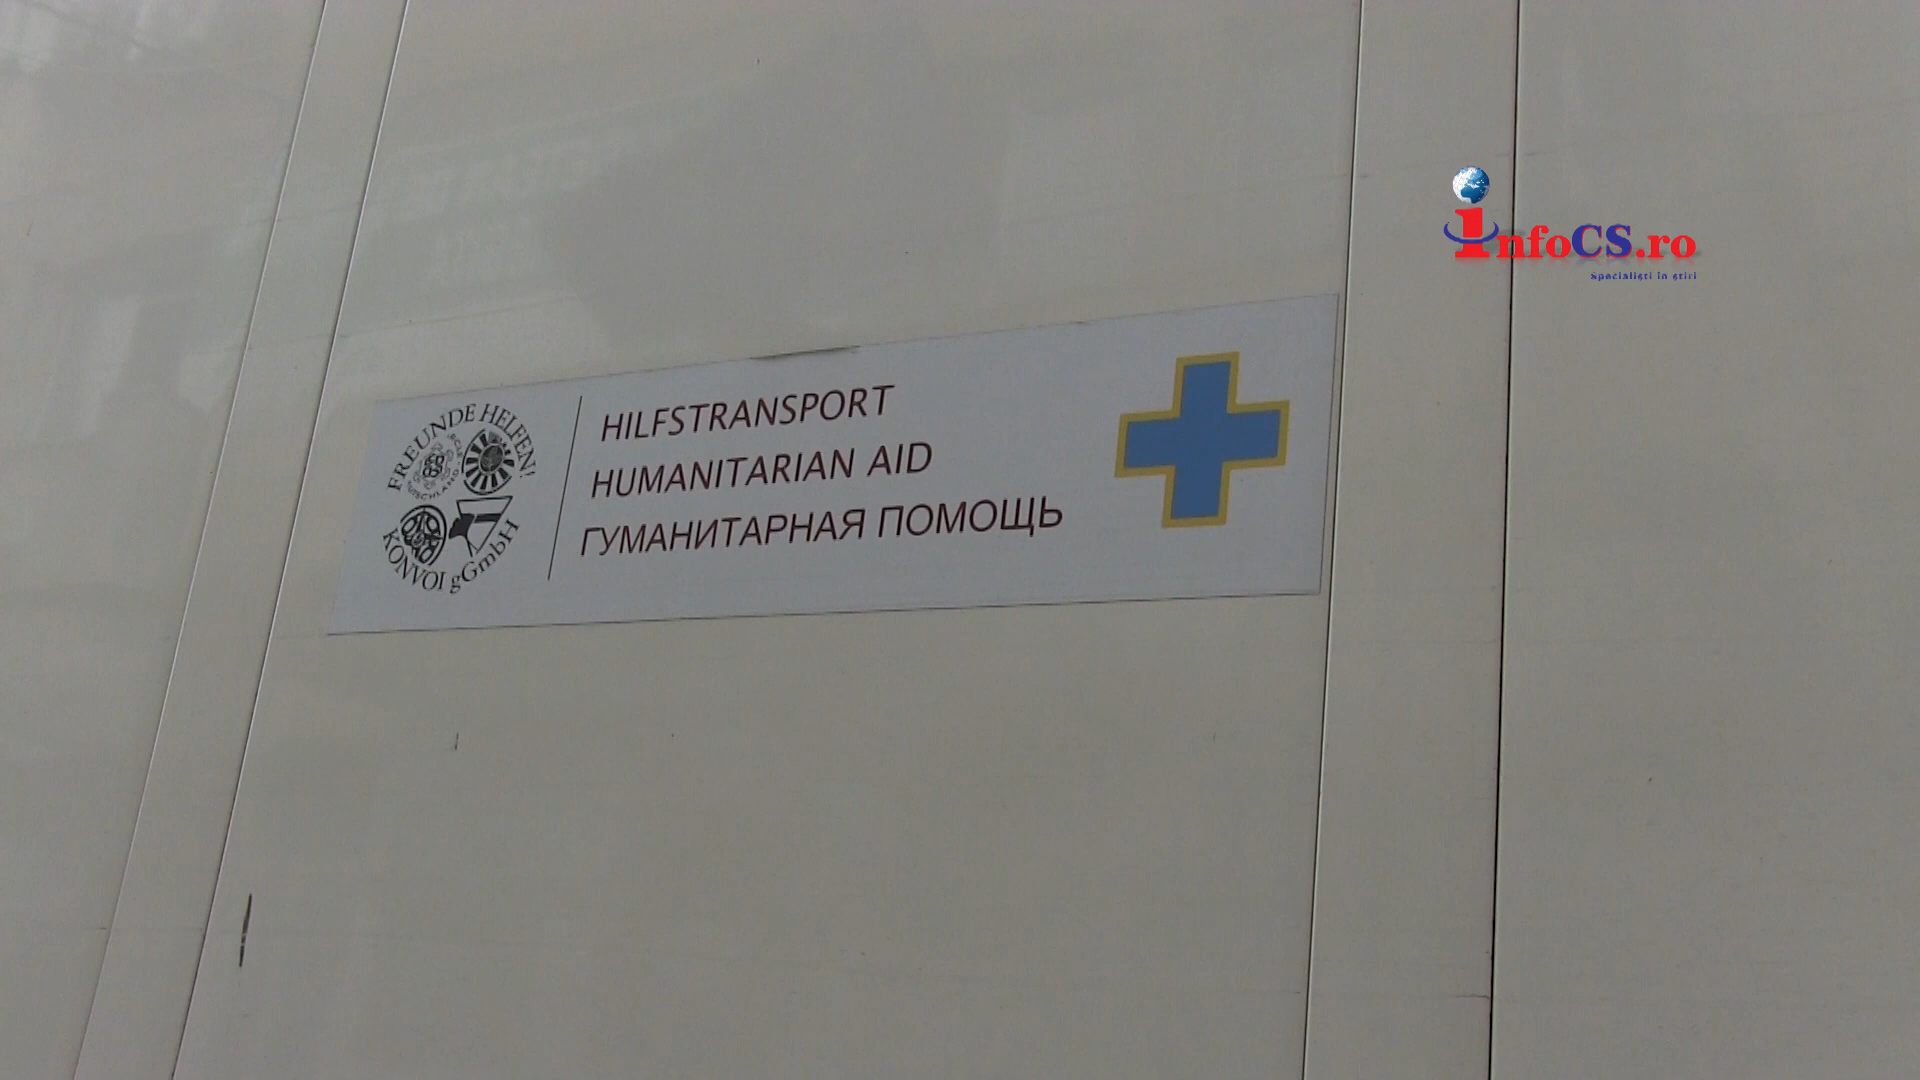 FREUNDE HELFEN!
KONVOI gGmbH
HILFSTRANSPORT
HUMANITARIAN AID
ГУМАНИТАРНАЯ ПОМОЩЬ
infoCS.ro
Specialiști în știri